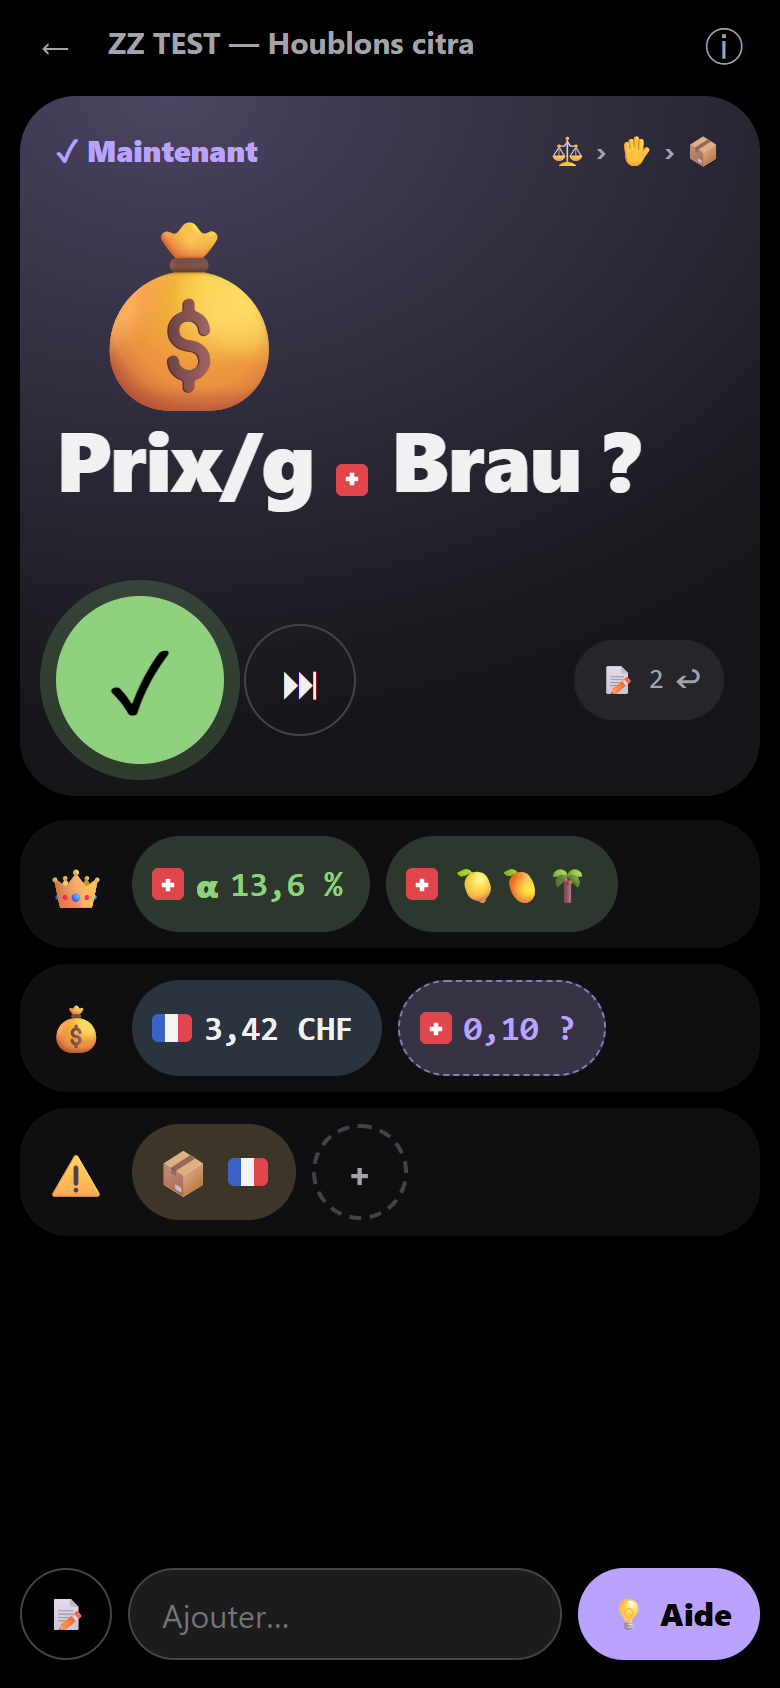 ← ZZ TEST — Houblons citra ⓘ
✓ Maintenant ⚖️ › ✋ › 📦
Prix/g 🇨🇭 Brau ?
✓ ⏭ 📝 2 ↩
👑 🇨🇭 α 13,6 % 🇨🇭 🍋🥭🌴
💰 🇫🇷 3,42 CHF 🇨🇭 0,10 ?
⚠️ 📦 🇫🇷 +
📝 Ajouter… 💡 Aide